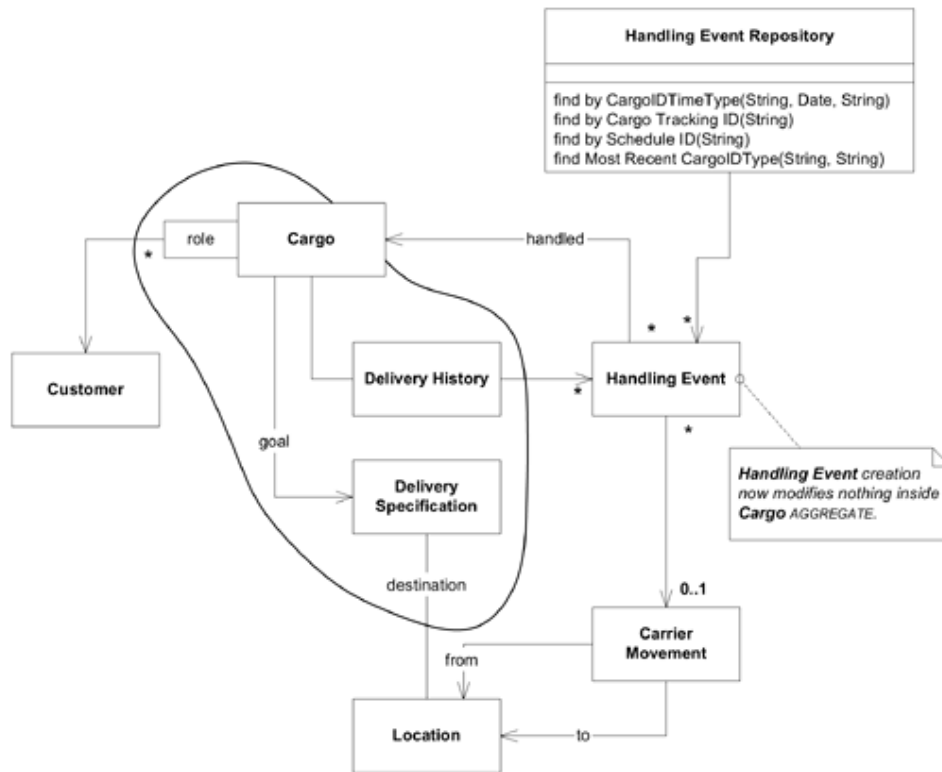 Handling Event Repository
find by CargoIDTimeType(String, Date, String)
find by Cargo Tracking ID(String)
find by Schedule ID(String)
find Most Recent CargoIDType(String, String)
role
*
Cargo
handled
*
*
Customer
Delivery History
*
Handling Event
*
goal
Delivery
Specification
Handling Event creation
now modifies nothing inside
Cargo AGGREGATE.
destination
0..1
Carrier
Movement
from
Location
to